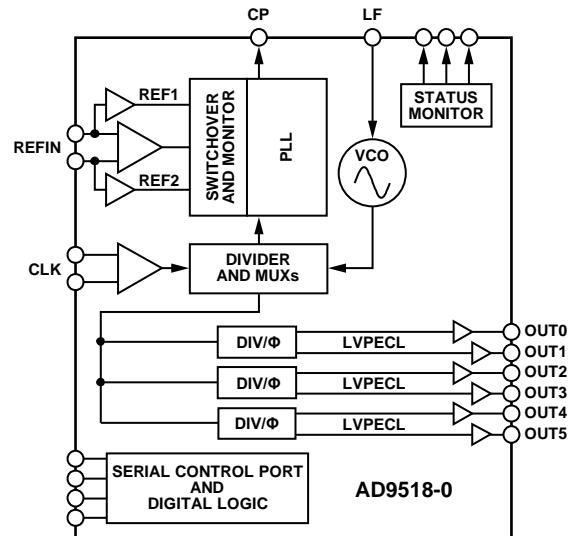 CP
LF
REF1
REFIN
REF2
SWITCHOVER
AND MONITOR
PLL
VCO
STATUS
MONITOR
CLK
DIVIDER
AND MUXs
DIV/Φ
LVPECL
OUT0
OUT1
DIV/Φ
LVPECL
OUT2
OUT3
DIV/Φ
LVPECL
OUT4
OUT5
SERIAL CONTROL PORT
AND
DIGITAL LOGIC
AD9518-0